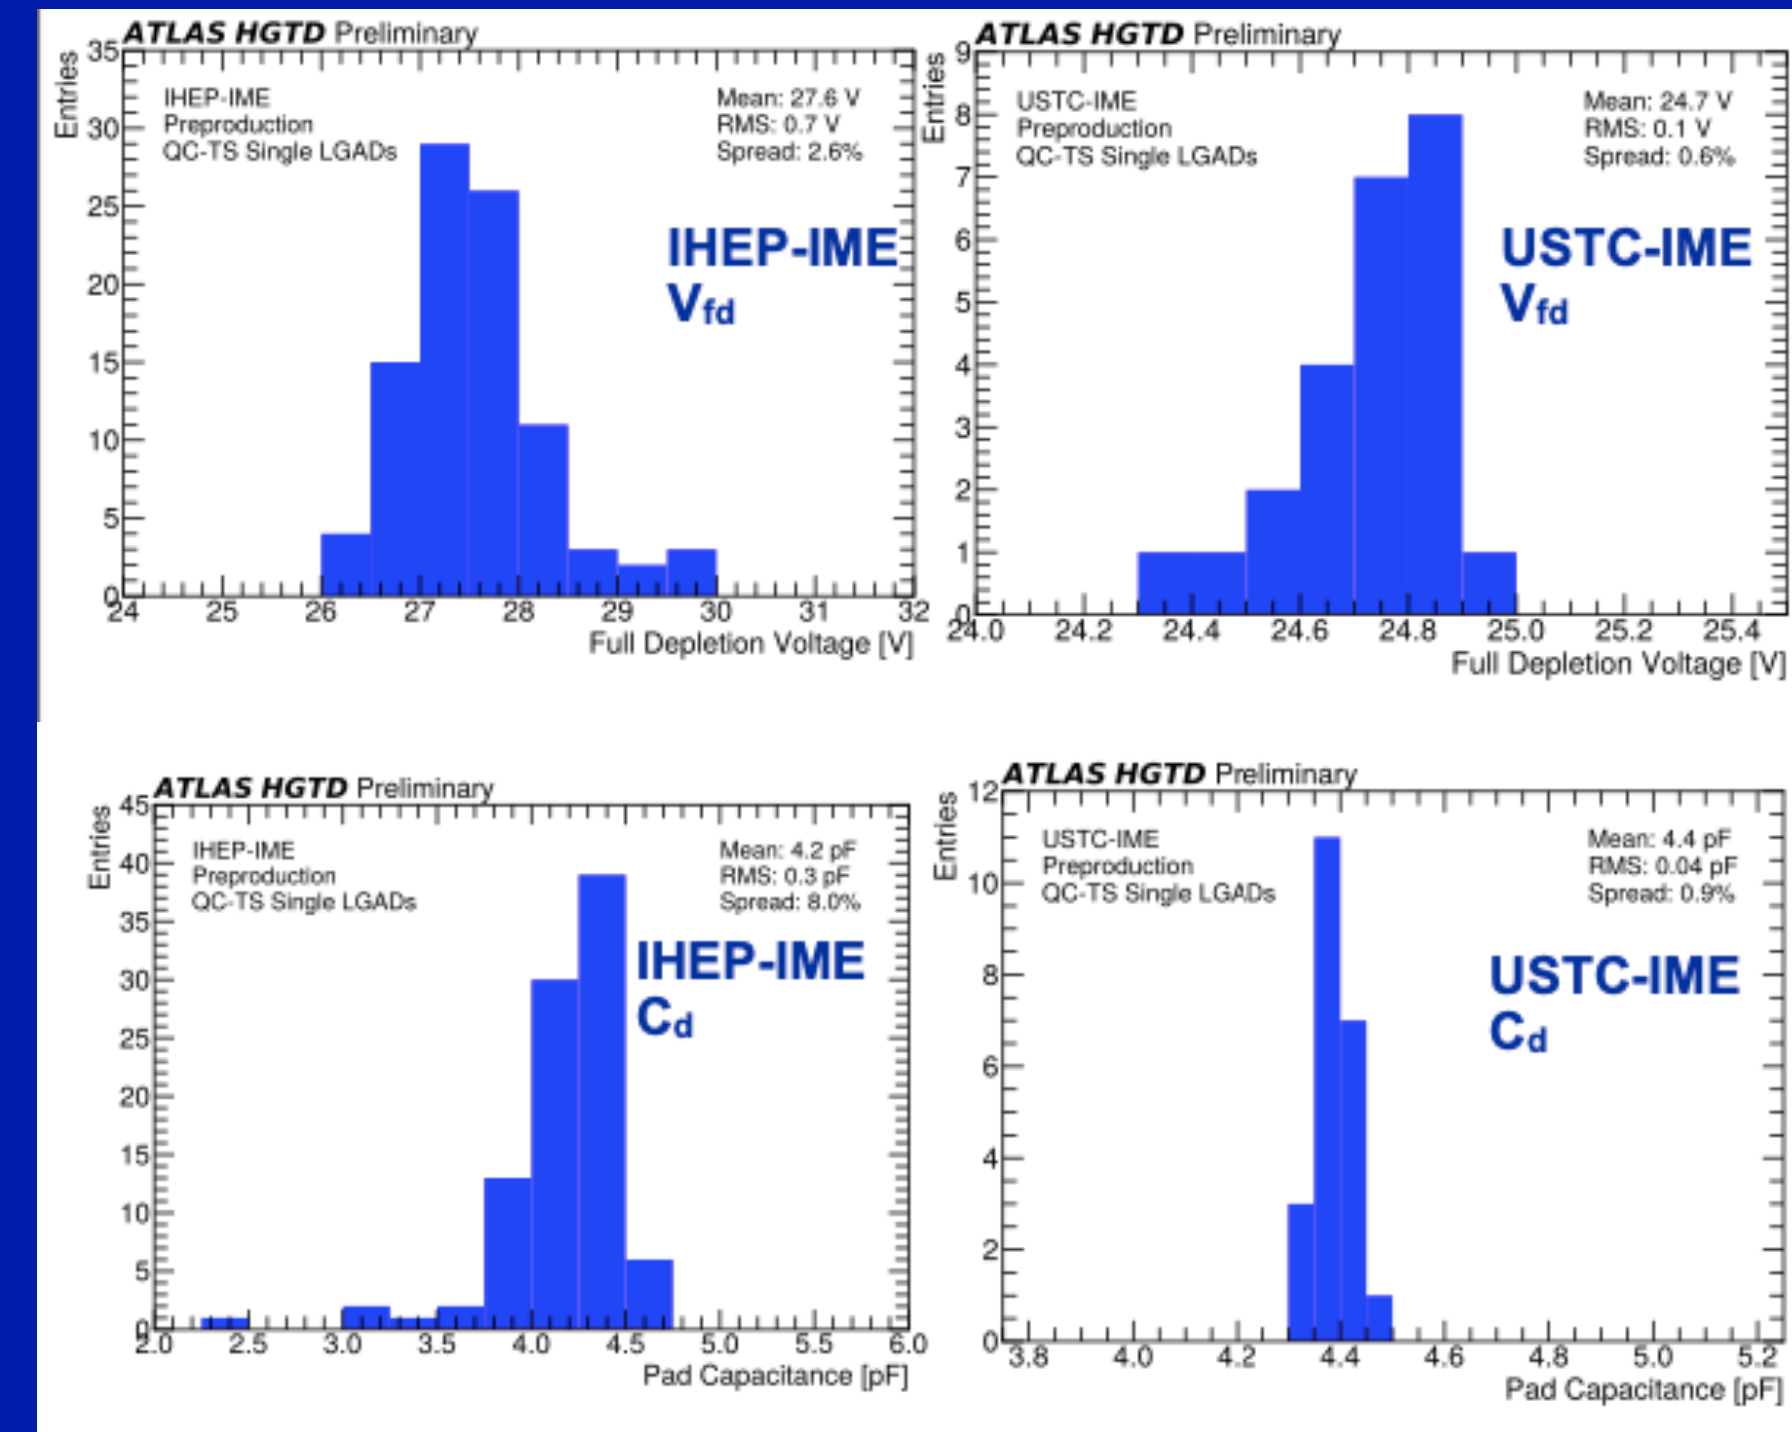 ATLAS HGTD Preliminary
Entries
35
30
25
20
15
10
5
0
IHEP-IME
Preproduction
QC-TS Single LGADs
Mean: 27.6 V
RMS: 0.7 V
Spread: 2.6%
IHEP-IME
Vfd
24 25 26 27 28 29 30 31 32
Full Depletion Voltage [V]
ATLAS HGTD Preliminary
Entries
9
8
7
6
5
4
3
2
1
0
USTC-IME
Preproduction
QC-TS Single LGADs
Mean: 24.7 V
RMS: 0.1 V
Spread: 0.6%
USTC-IME
Vfd
24.0 24.2 24.4 24.6 24.8 25.0 25.2 25.4
Full Depletion Voltage [V]
ATLAS HGTD Preliminary
Entries
45
40
35
30
25
20
15
10
5
0
IHEP-IME
Preproduction
QC-TS Single LGADs
Mean: 4.2 pF
RMS: 0.3 pF
Spread: 8.0%
IHEP-IME
Cd
2.0 2.5 3.0 3.5 4.0 4.5 5.0 5.5 6.0
Pad Capacitance [pF]
ATLAS HGTD Preliminary
Entries
12
10
8
6
4
2
0
USTC-IME
Preproduction
QC-TS Single LGADs
Mean: 4.4 pF
RMS: 0.04 pF
Spread: 0.9%
USTC-IME
Cd
3.8 4.0 4.2 4.4 4.6 4.8 5.0 5.2
Pad Capacitance [pF]